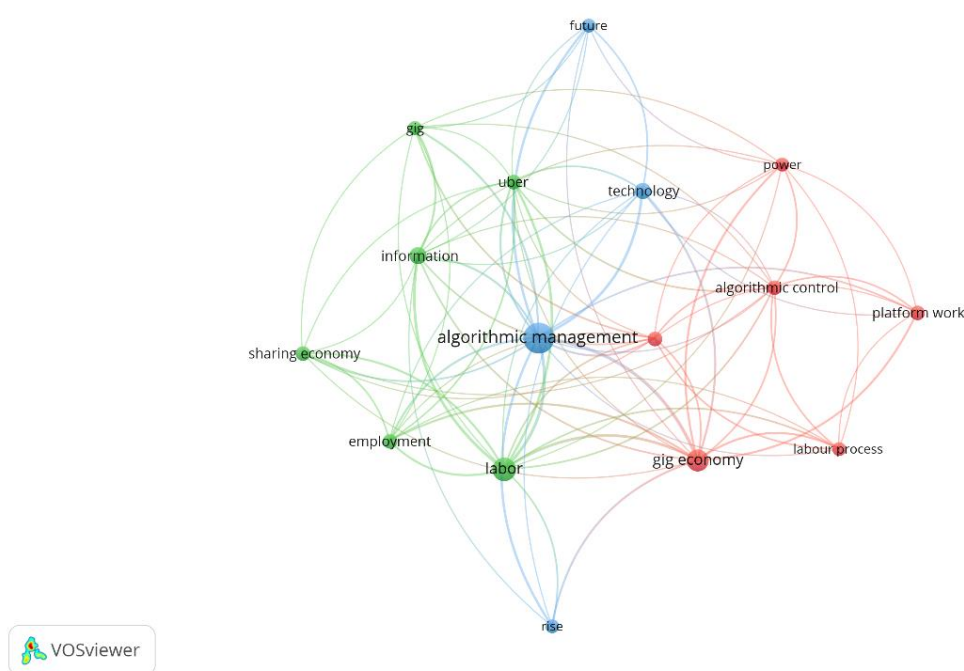 future
gig
power
uber
technology
information
algorithmic control
platform work
algorithmic management
sharing economy
employment
labour process
gig economy
labor
rise
VOSviewer